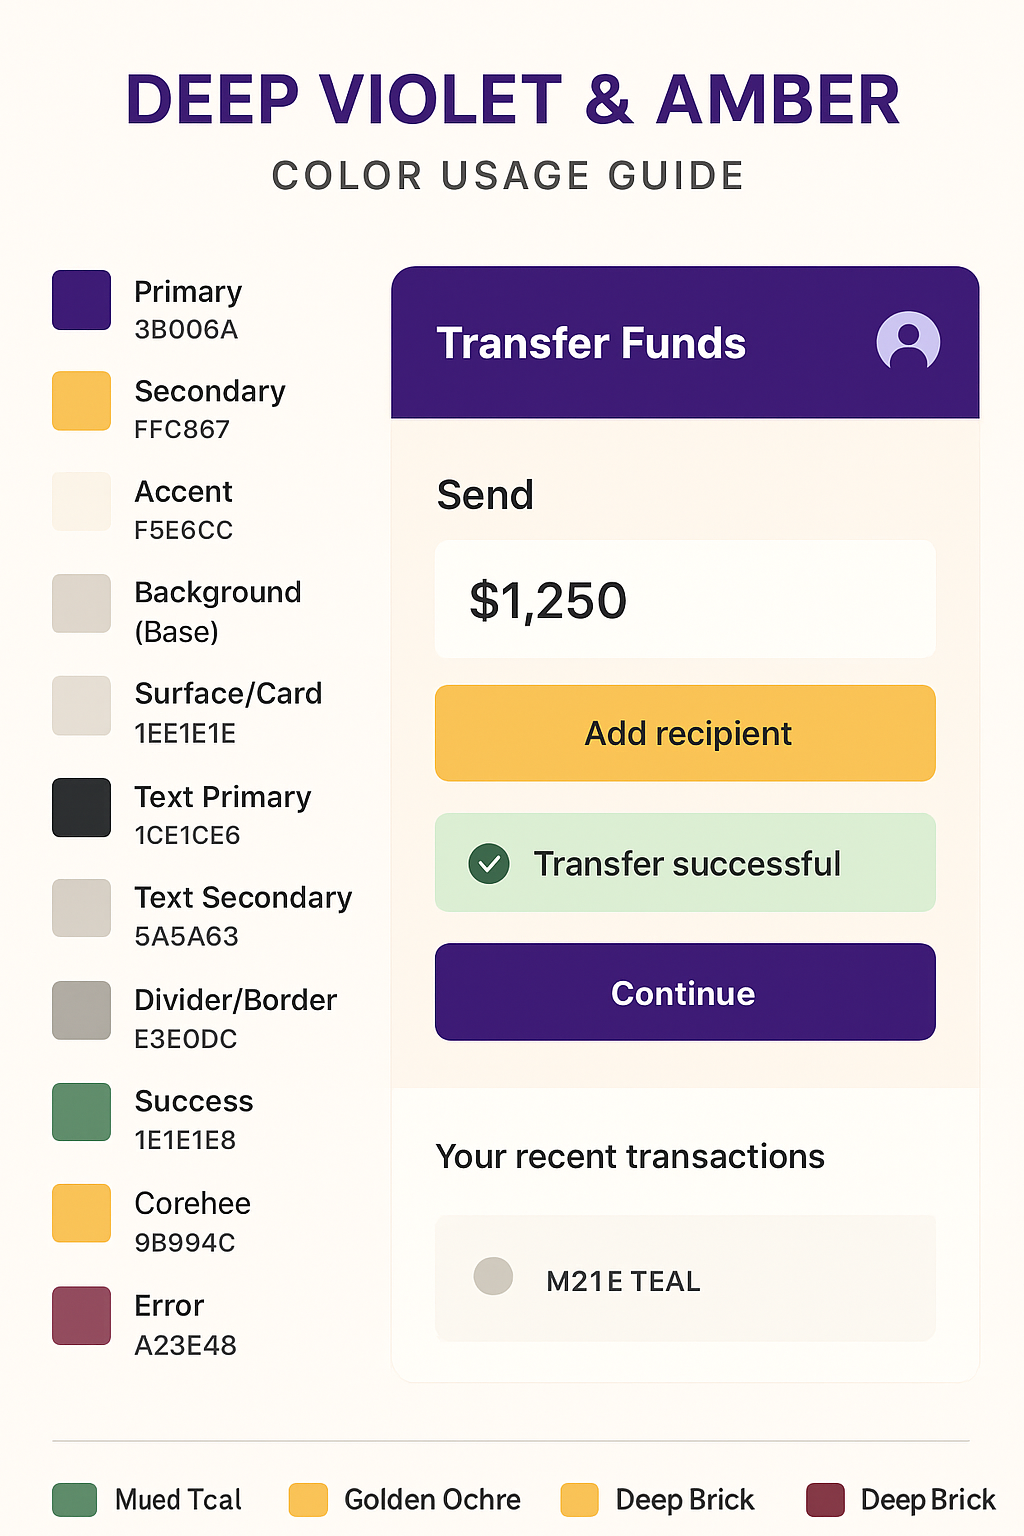 DEEP VIOLET & AMBER
COLOR USAGE GUIDE
Primary
3B006A
Secondary
FFC867
Accent
F5E6CC
Background
(Base)
Surface/Card
1EE1E1E
Text Primary
1CE1CE6
Text Secondary
5A5A63
Divider/Border
E3E0DC
Success
1E1E1E8
Corehee
9B994C
Error
A23E48
Transfer Funds
Send
$1,250
Add recipient
Transfer successful
Continue
Your recent transactions
M21E TEAL
Mued Tcal
Golden Ochre
Deep Brick
Deep Brick